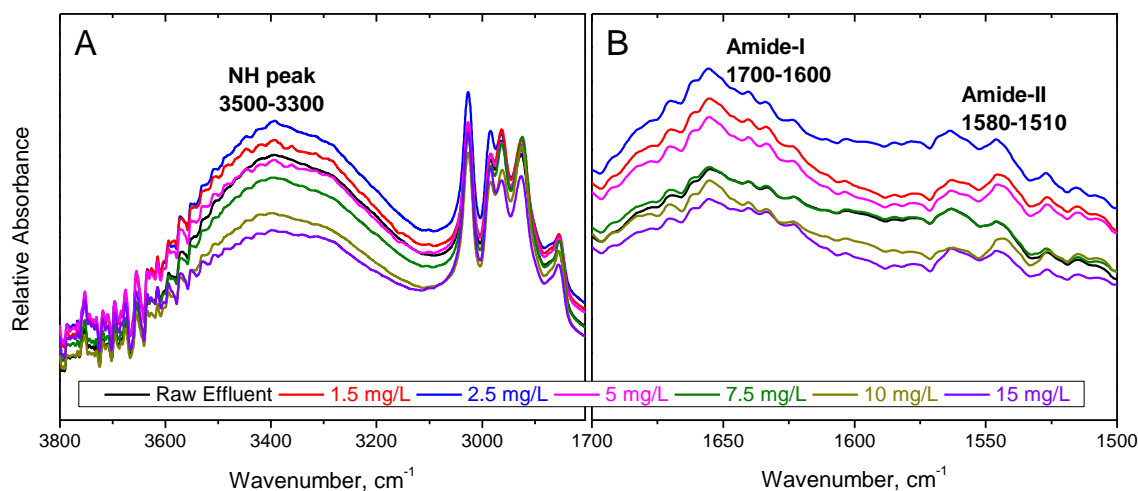 A
NH peak
3500-3300
B
Amide-I
1700-1600
Amide-II
1580-1510
Relative Absorbance
Raw Effluent 1.5 mg/L 2.5 mg/L 5 mg/L 7.5 mg/L 10 mg/L 15 mg/L
3800 3600 3400 3200 3000 1700 1650 1600 1550 1500
Wavenumber, cm⁻¹ Wavenumber, cm⁻¹